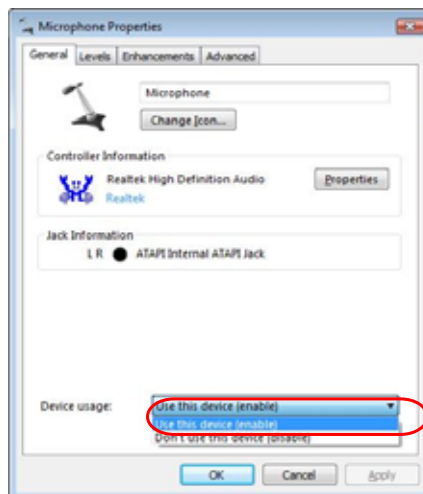 Microphone Properties
General Levels Enhancements Advanced
Microphone
Change Icon...
Controller Information
Realtek High Definition Audio Properties
Realtek
Jack Information
L R ATAPI Internal ATAPI Jack
Device usage: Use this device (enable)
Use this device (enable)
Don't use this device (disable)
OK Cancel Apply